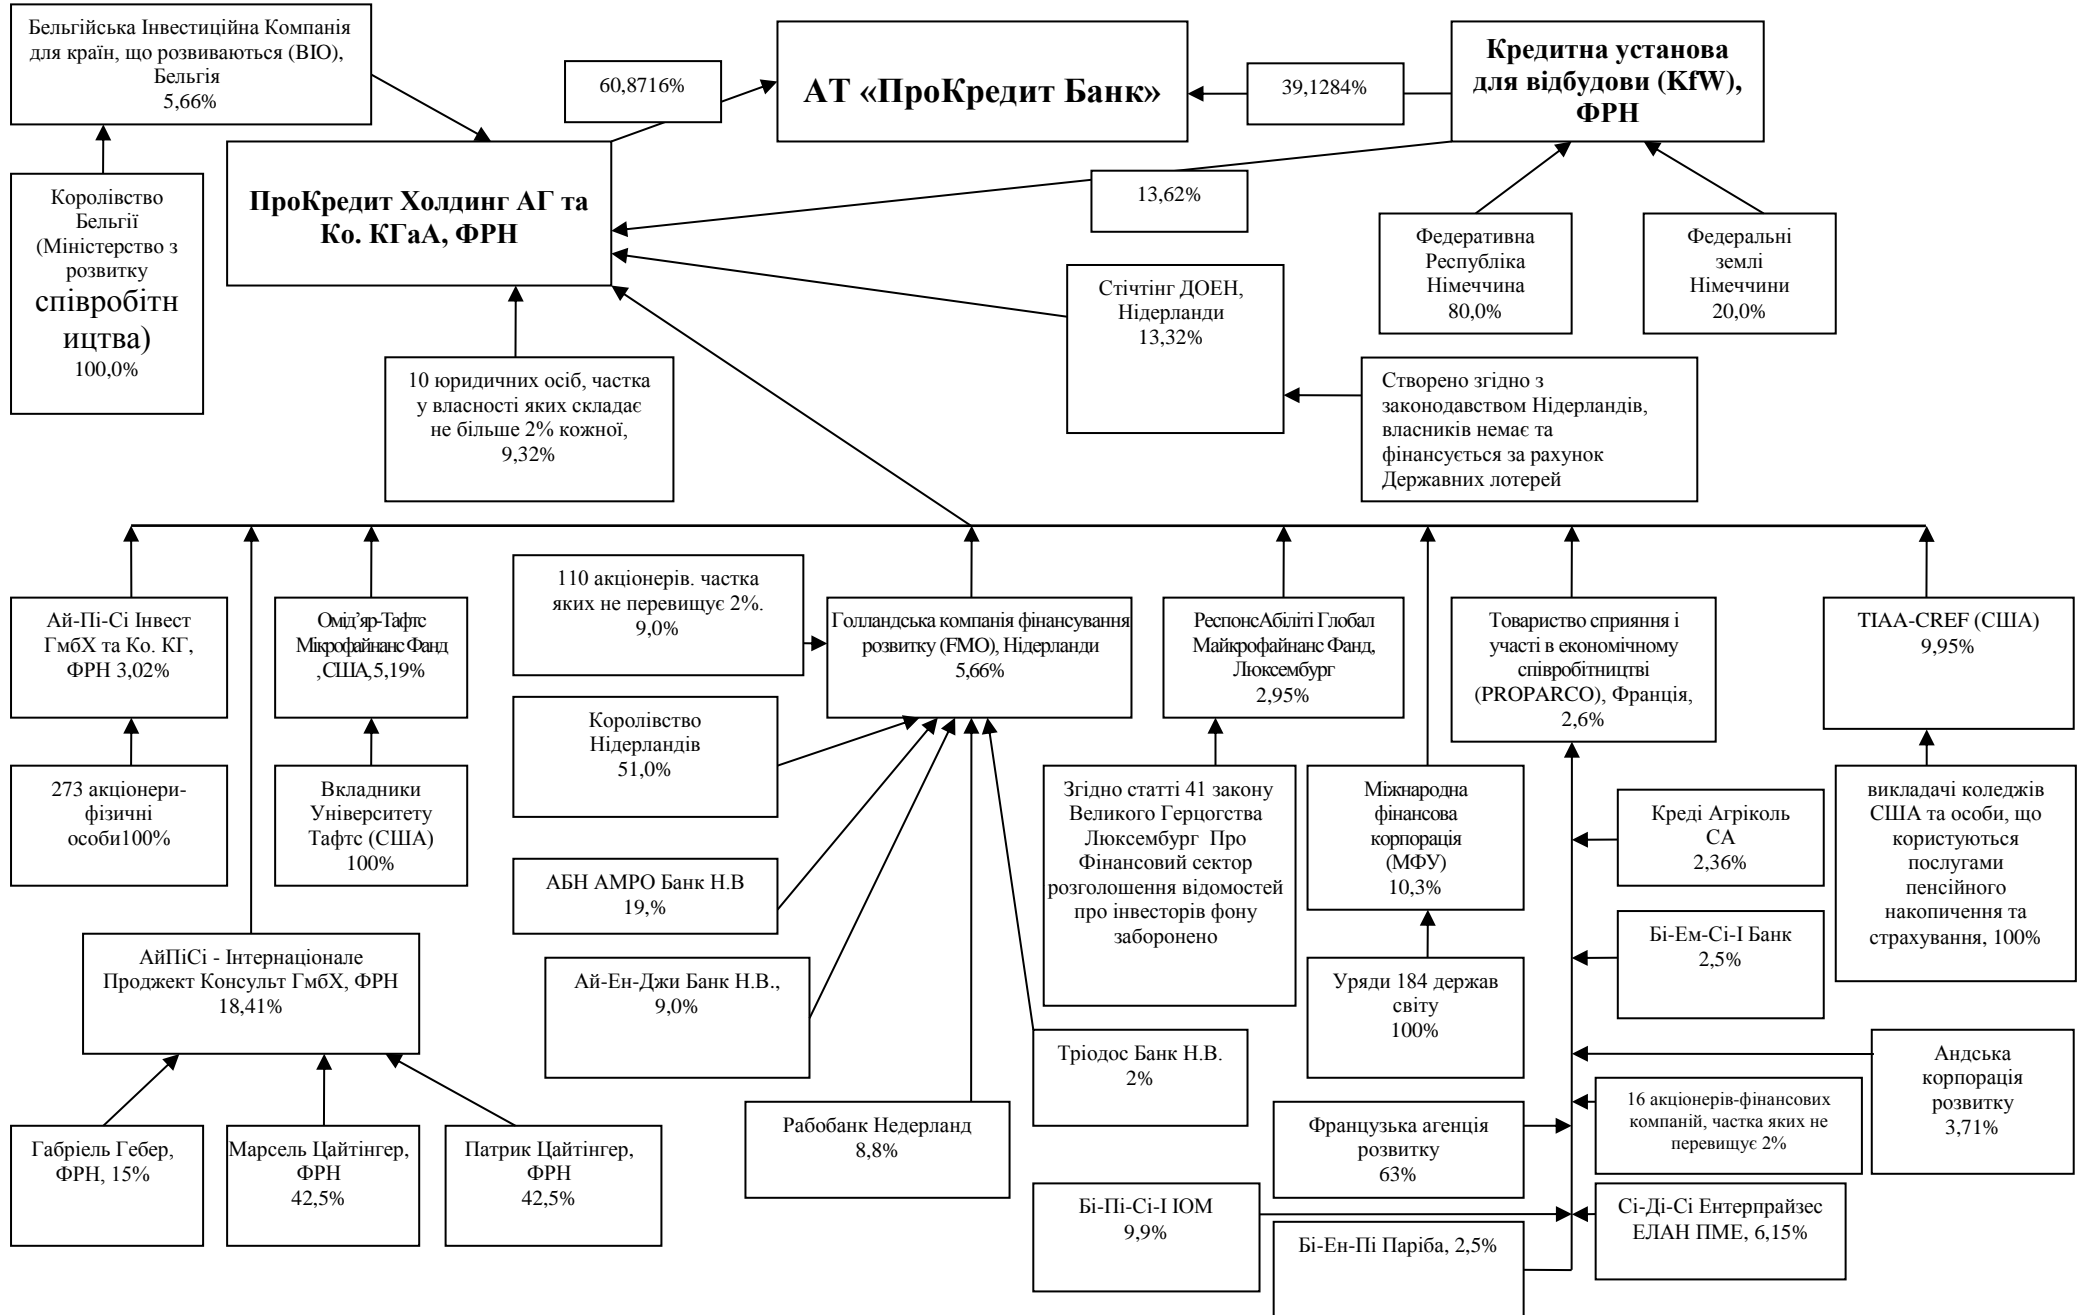 Бельгійська Інвестиційна Компанія
для країн, що розвиваються (BIO),
Бельгія
5,66%
60,8716%
АТ «ПроКредит Банк»
39,1284%
Кредитна установа
для відбудови (KfW),
ФРН
Королівство
Бельгії
(Міністерство з
розвитку
співробітн
ицтва)
100,0%
ПроКредит Холдинг АГ та
Ко. КГаА, ФРН
13,62%
Федеративна
Республіка
Німеччина
80,0%
Федеральні
землі
Німеччини
20,0%
Стічтінг ДОЕН,
Нідерланди
13,32%
10 юридичних осіб, частка
у власності яких складає
не більше 2% кожної,
9,32%
Створено згідно з
законодавством Нідерландів,
власників немає та
фінансується за рахунок
Державних лотерей
Ай-Пі-Сі Інвест
ГмбХ та Ко. КГ,
ФРН 3,02%
Омід’яр-Тафтс
Мікрофайнанс Фанд
,США,5,19%
110 акціонерів. частка
яких не перевищує 2%.
9,0%
Голландська компанія фінансування
розвитку (FMO), Нідерланди
5,66%
РеспонсАбіліті Глобал
Майкрофайнанс Фанд,
Люксембург
2,95%
Товариство сприяння і
участі в економічному
співробітництві
(PROPARCO), Франція,
2,6%
TIAA-CREF (США)
9,95%
Королівство
Нідерландів
51,0%
273 акціонери-
фізичні
особи100%
Вкладники
Університету
Тафтс (США)
100%
Згідно статті 41 закону
Великого Герцогства
Люксембург Про
Фінансовий сектор
розголошення відомостей
про інвесторів фону
заборонено
Міжнародна
фінансова
корпорація
(МФУ)
10,3%
Креді Агріколь
СА
2,36%
викладачі коледжів
США та особи, що
користуються
послугами
пенсійного
накопичення та
страхування, 100%
АБН АМРО Банк Н.В
19,%
Бі-Ем-Сі-І Банк
2,5%
АйПіСі - Інтернаціонале
Проджект Консульт ГмбХ, ФРН
18,41%
Ай-Ен-Джи Банк Н.В.,
9,0%
Уряди 184 держав
світу
100%
Тріодос Банк Н.В.
2%
Андська
корпорація
розвитку
3,71%
16 акціонерів-фінансових
компаній, частка яких не
перевищує 2%
Габріель Гебер,
ФРН, 15%
Марсель Цайтінгер,
ФРН
42,5%
Патрик Цайтінгер,
ФРН
42,5%
Рабобанк Недерланд
8,8%
Французька агенція
розвитку
63%
Бі-Пі-Сі-І ІОМ
9,9%
Бі-Ен-Пі Паріба, 2,5%
Сі-Ді-Сі Ентерпрайзес
ЕЛАН ПМЕ, 6,15%